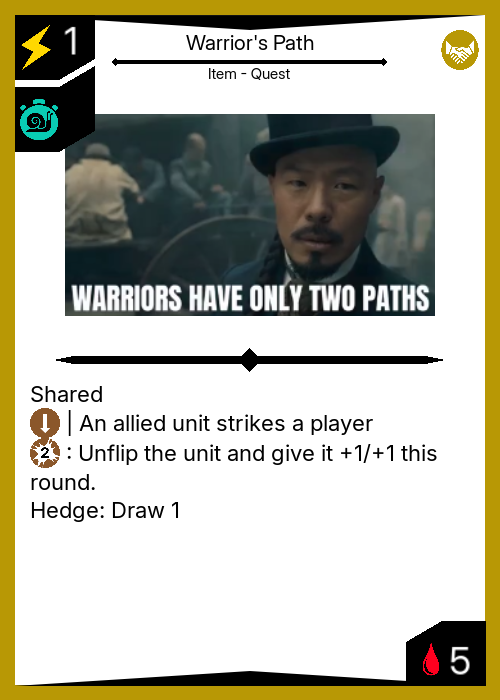 1
Warrior's Path
Item - Quest
WARRIORS HAVE ONLY TWO PATHS
Shared
| An allied unit strikes a player
2 : Unflip the unit and give it +1/+1 this
round.
Hedge: Draw 1
5